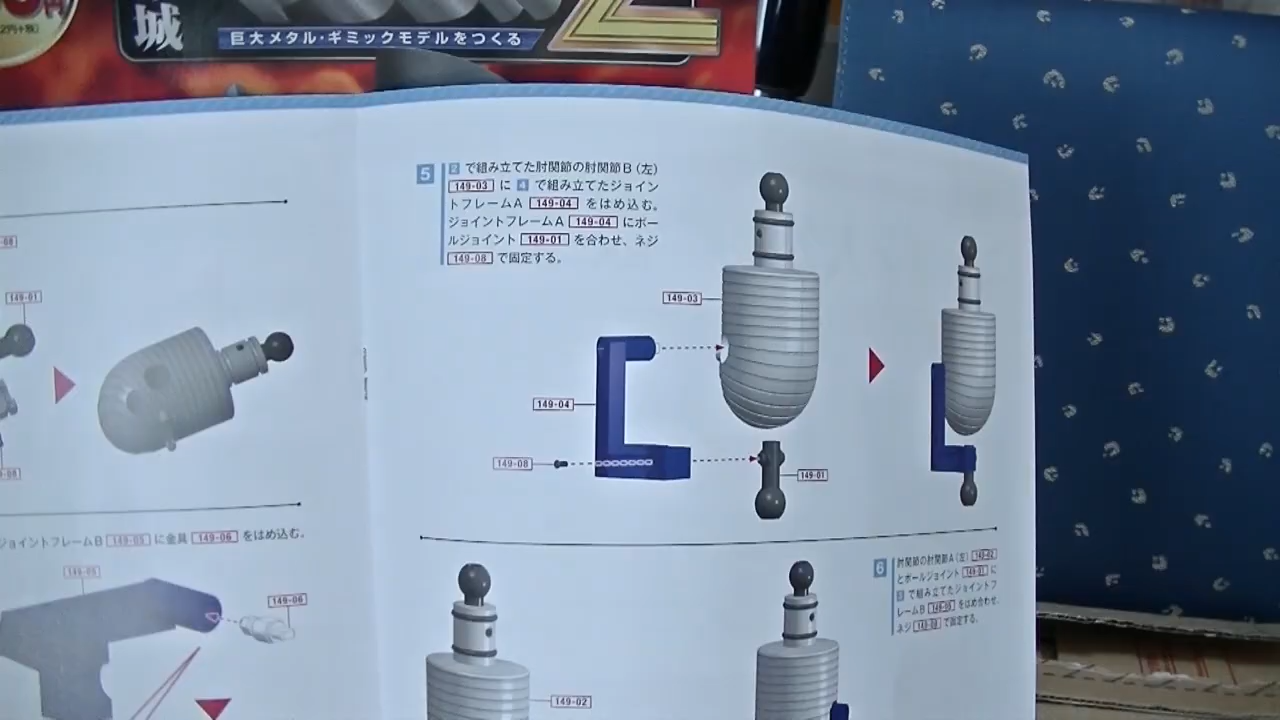 城
巨大メタル・ギミックモデルをつくる
149-01
ジョイントフレームB 149-05 に金具 149-06 をはめ込む。
149-05
149-06
5
2 で組み立てた肘関節の肘関節B(左)
149-03 に 4 で組み立てたジョイン
トフレームA 149-04 をはめ込む。
ジョイントフレームA 149-04 にボー
ルジョイント 149-01 を合わせ、ネジ
149-08 で固定する。
149-03
149-04
149-08
149-01
6
肘関節の肘関節A(左) 149-02
とボールジョイント 149-01 に
で組み立てたジョイントフ
レームB 149-05 をはめ合わせ、
ネジ 149-08 で固定する。
149-02